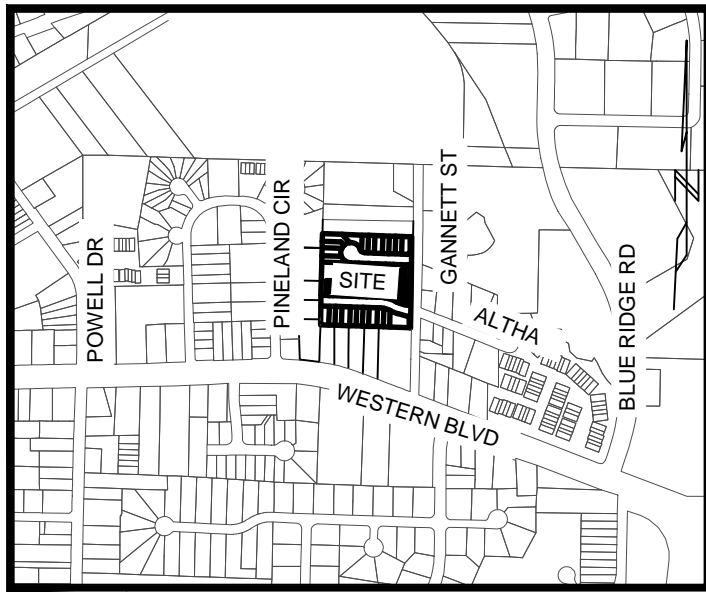 POWELL DR
PINELAND CIR
GANNETT ST
SITE
ALTHA
BLUE RIDGE RD
WESTERN BLVD